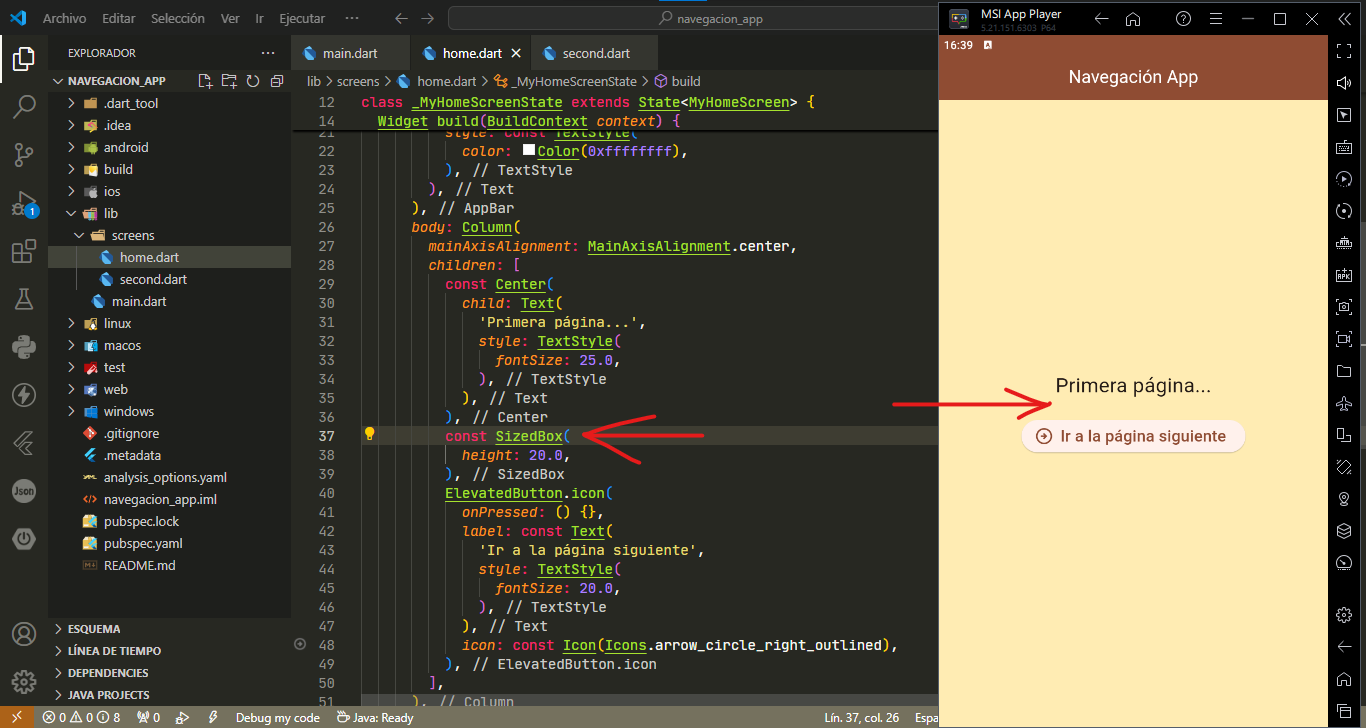 Archivo Editar Selección Ver Ir Ejecutar ··· navegacion_app
MSI App Player
5.21.151.6303 P64
EXPLORADOR ···
main.dart home.dart second.dart
16:39
Navegación App
NAVEGACION_APP
lib > screens > home.dart > _MyHomeScreenState > build
.dart_tool
.idea
android
build
ios
lib
screens
home.dart
second.dart
main.dart
linux
macos
test
web
windows
.gitignore
.metadata
analysis_options.yaml
navegacion_app.iml
pubspec.lock
pubspec.yaml
README.md
ESQUEMA
LÍNEA DE TIEMPO
DEPENDENCIES
JAVA PROJECTS
1
Json
12 class _MyHomeScreenState extends State<MyHomeScreen> {
14 Widget build(BuildContext context) {
21 style: const TextStyle(
22 color: Color(0xffffffff),
23 ), // TextStyle
24 ), // Text
25 ), // AppBar
26 body: Column(
27 mainAxisAlignment: MainAxisAlignment.center,
28 children: [
29 const Center(
30 child: Text(
31 'Primera página...',
32 style: TextStyle(
33 fontSize: 25.0,
34 ), // TextStyle
35 ), // Text
36 ), // Center
37 const SizedBox(
38 height: 20.0,
39 ), // SizedBox
40 ElevatedButton.icon(
41 onPressed: () {},
42 label: const Text(
43 'Ir a la página siguiente',
44 style: TextStyle(
45 fontSize: 20.0,
46 ), // TextStyle
47 ), // Text
48 icon: const Icon(Icons.arrow_circle_right_outlined),
49 ), // ElevatedButton.icon
50 ],
51 ), // Column
Primera página...
Ir a la página siguiente
APK
0 0 8 0 Debug my code Java: Ready Lín. 37, col. 26 Espa